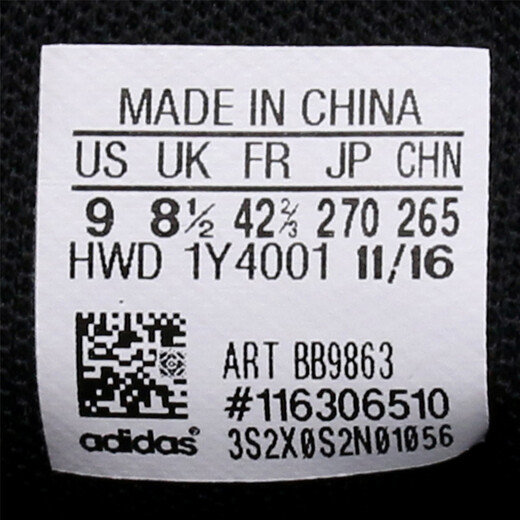 MADE IN CHINA
US UK FR JP CHN
9 8½ 42⅔ 270 265
HWD 1Y4001 11/16
ART BB9863
#116306510
adidas® 3S2X0S2N01056